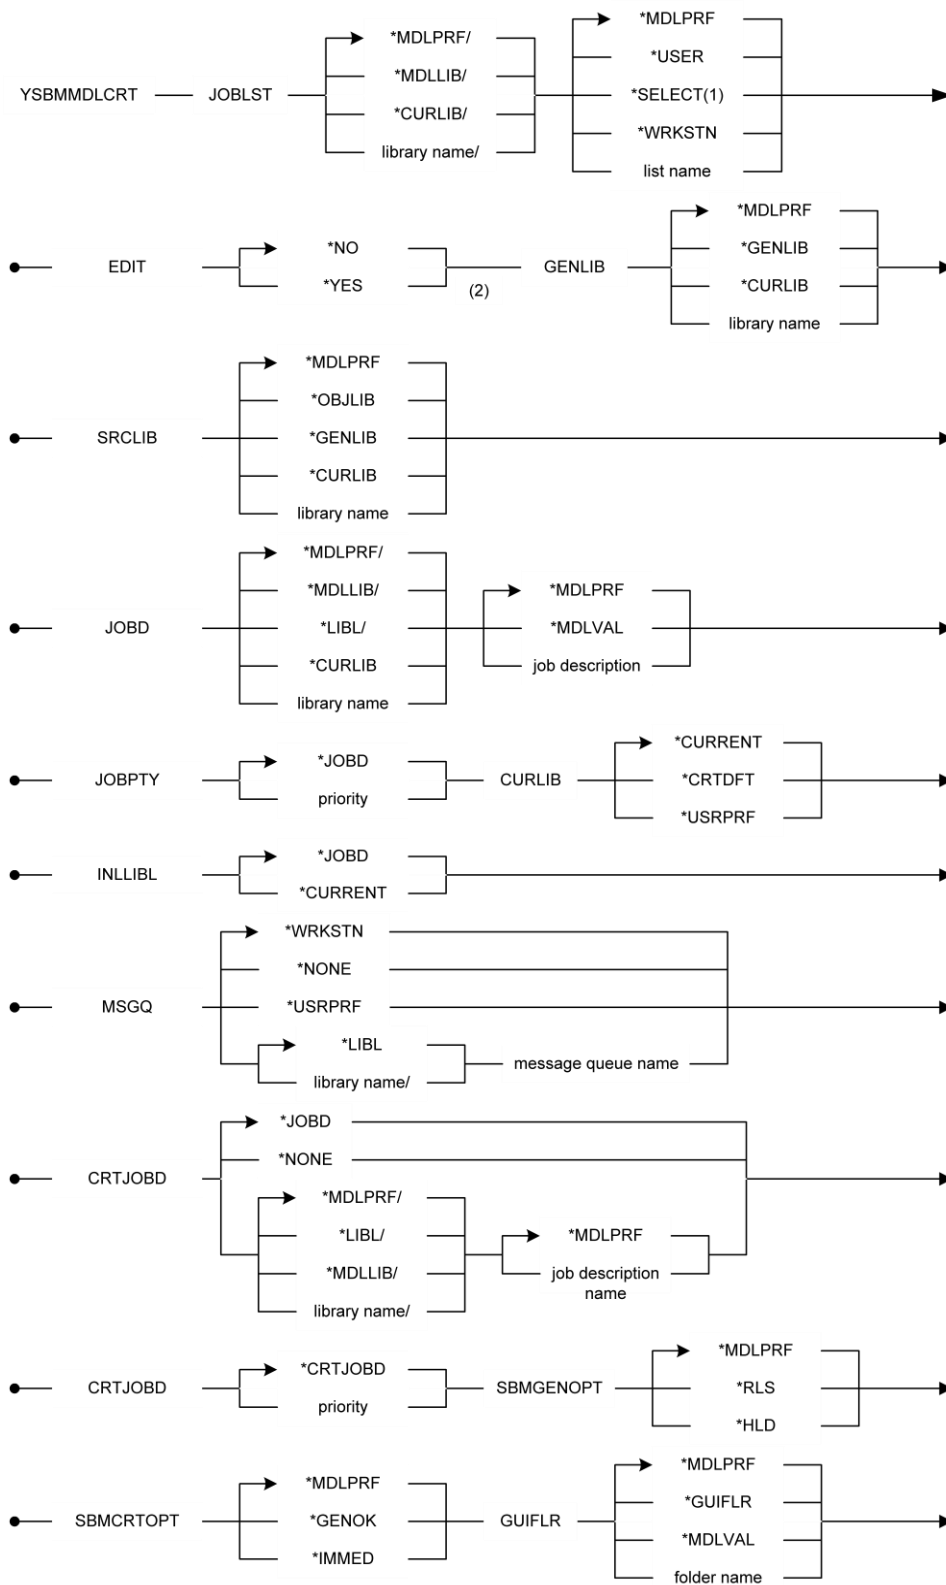 YSBMMDLCRT
JOBLST
*MDLPRF/
*MDLLIB/
*CURLIB/
library name/
*MDLPRF
*USER
*SELECT(1)
*WRKSTN
list name
EDIT
*NO
*YES
(2)
GENLIB
*MDLPRF
*GENLIB
*CURLIB
library name
SRCLIB
*MDLPRF
*OBJLIB
*GENLIB
*CURLIB
library name
JOBD
*MDLPRF/
*MDLLIB/
*LIBL/
*CURLIB
library name
*MDLPRF
*MDLVAL
job description
JOBPTY
*JOBD
priority
CURLIB
*CURRENT
*CRTDFT
*USRPRF
INLLIBL
*JOBD
*CURRENT
MSGQ
*WRKSTN
*NONE
*USRPRF
*LIBL
library name/
message queue name
CRTJOBD
*JOBD
*NONE
*MDLPRF/
*LIBL/
*MDLLIB/
library name/
*MDLPRF
job description
name
CRTJOBD
*CRTJOBD
priority
SBMGENOPT
*MDLPRF
*RLS
*HLD
SBMCRTOPT
*MDLPRF
*GENOK
*IMMED
GUIFLR
*MDLPRF
*GUIFLR
*MDLVAL
folder name